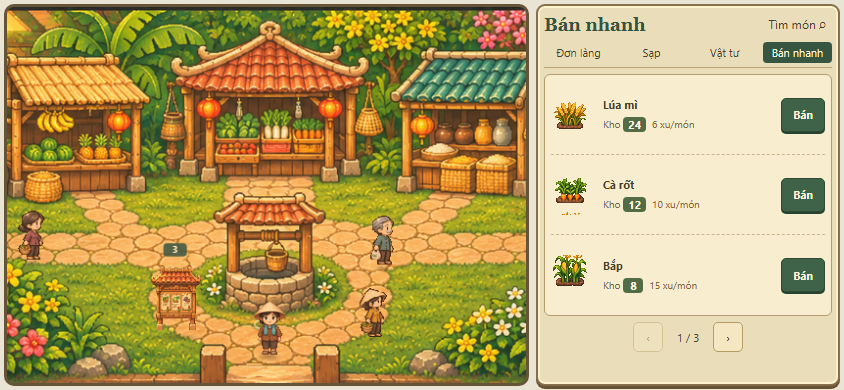 3
Bán nhanh
Tìm món
Đơn làng Sạp Vật tư Bán nhanh
Lúa mì
Kho 24 6 xu/món
Bán
Cà rốt
Kho 12 10 xu/món
Bán
Bắp
Kho 8 15 xu/món
Bán
‹ 1 / 3 ›